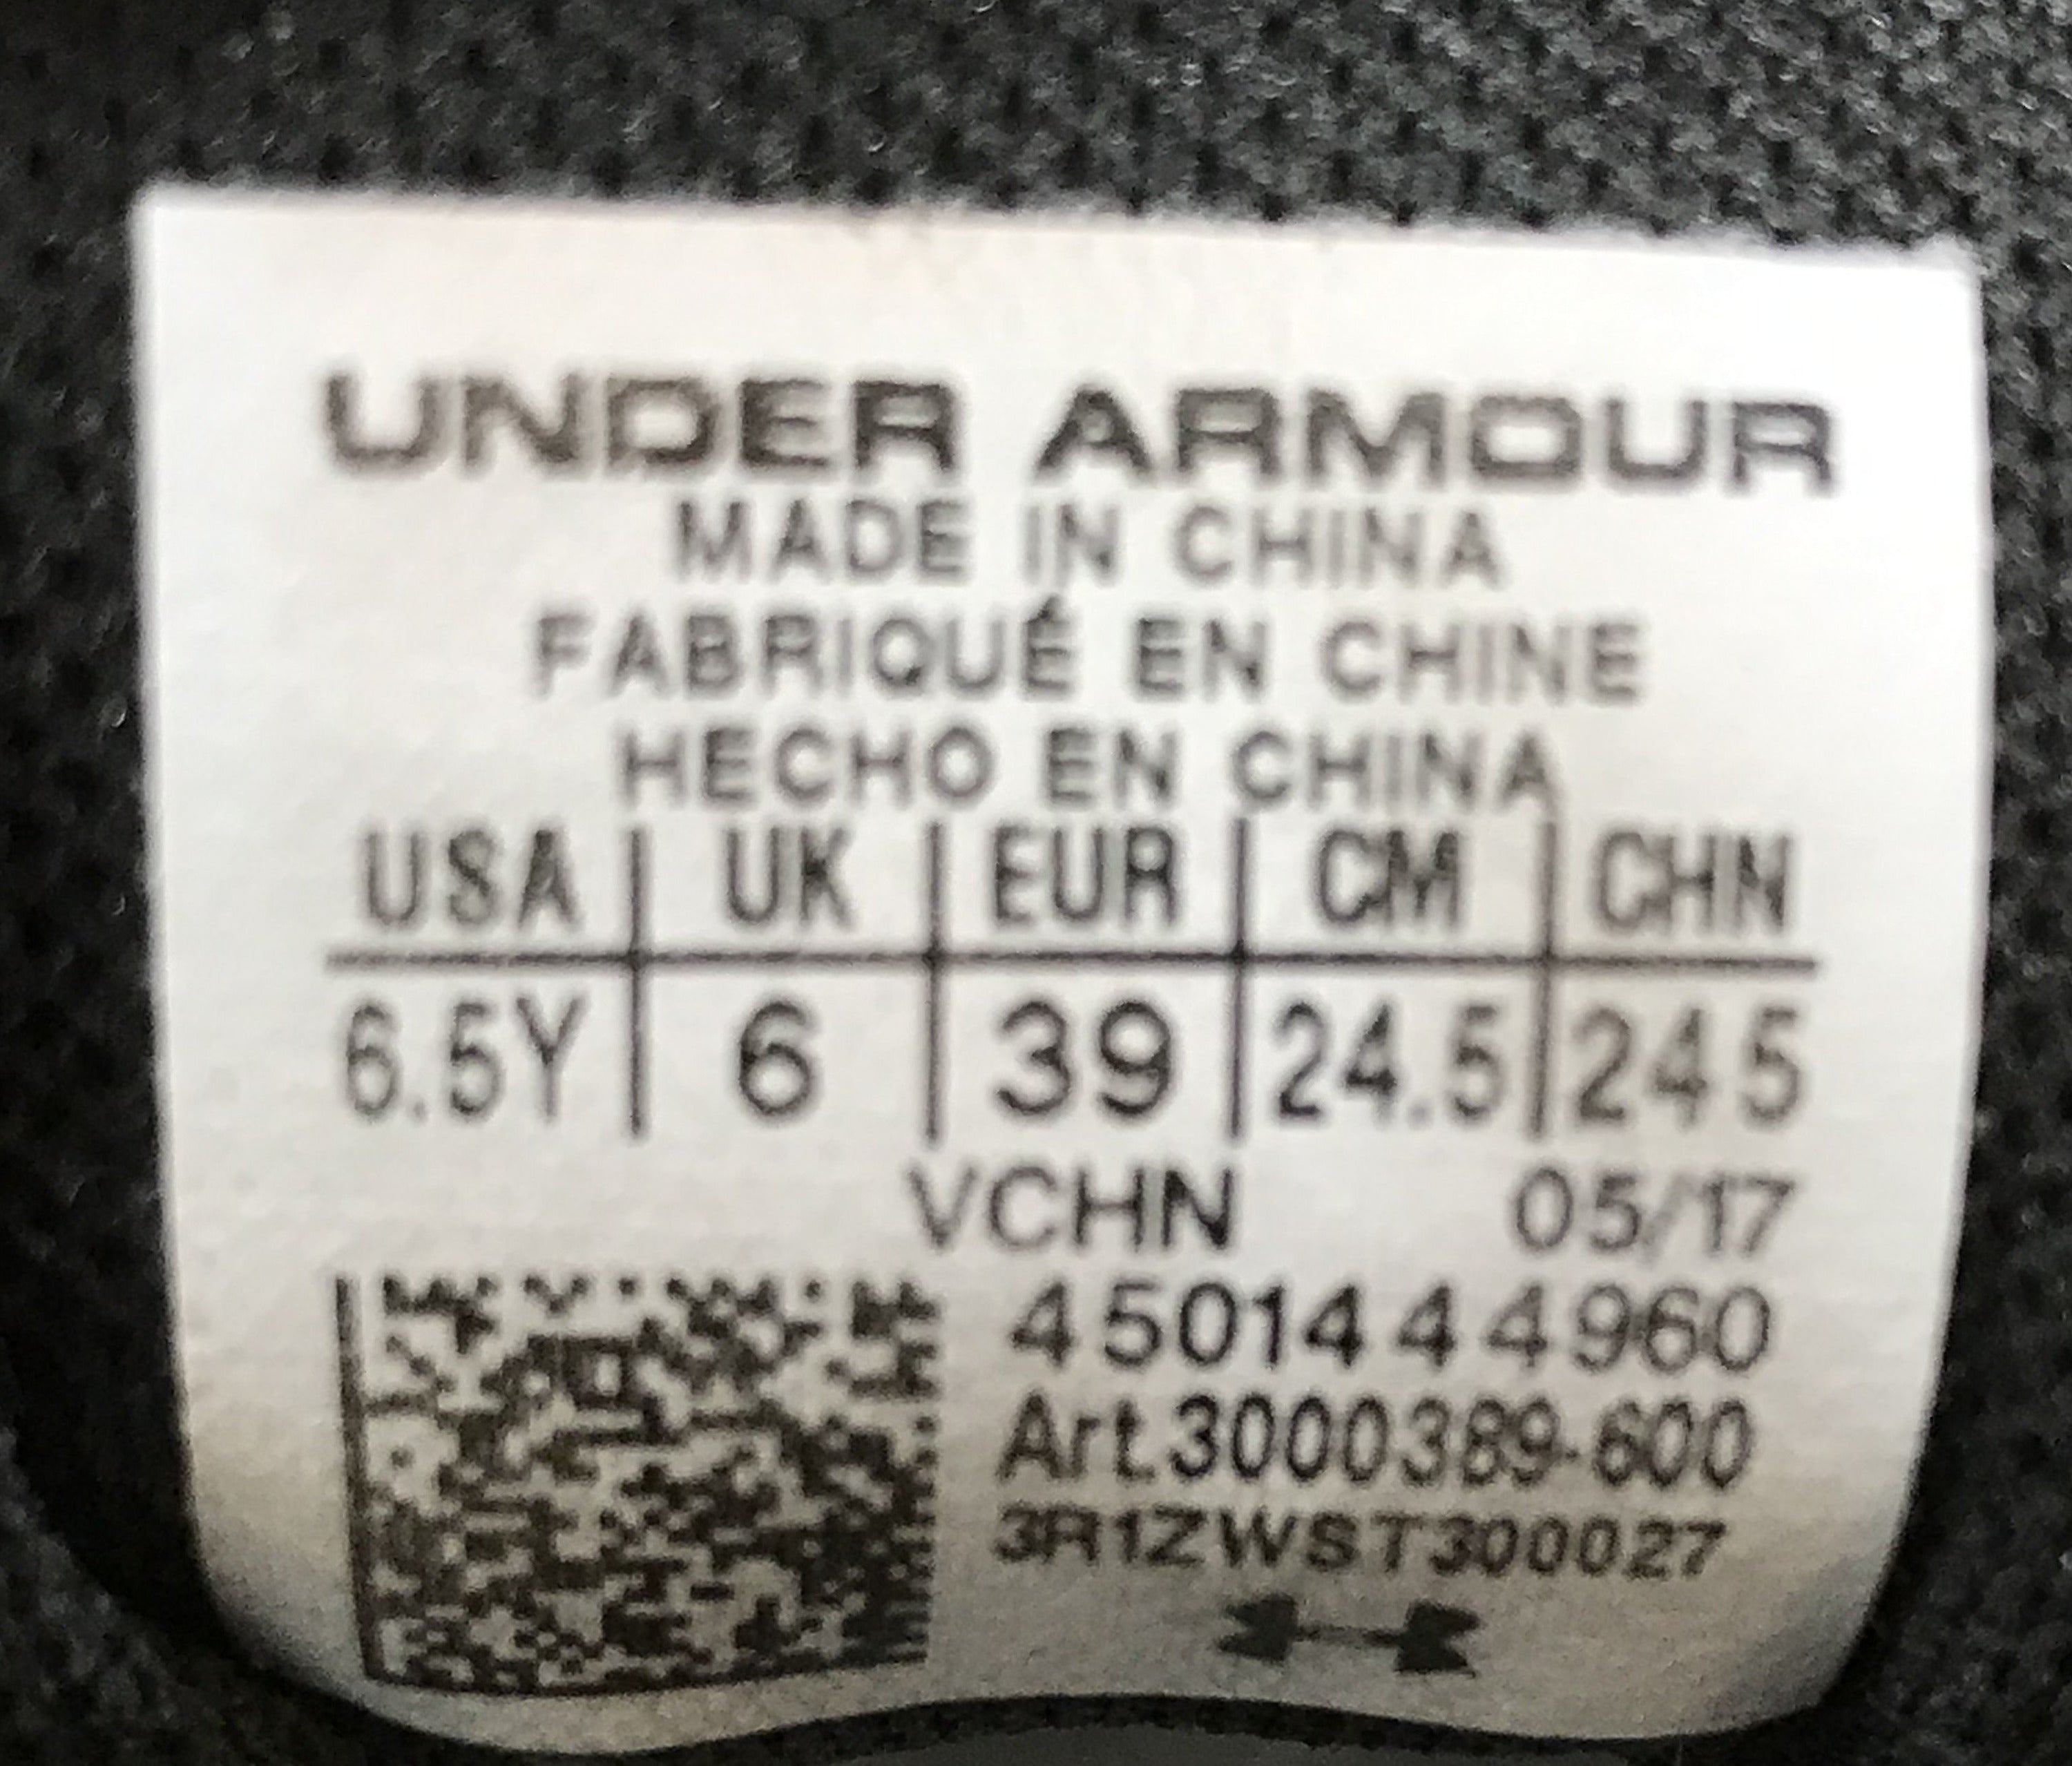 UNDER ARMOUR
MADE IN CHINA
FABRIQUÉ EN CHINE
HECHO EN CHINA
USA UK EUR CM CHN
6.5Y 6 39 24.5 245
VCHN 05/17
4501444960
Art.3000389-600
3R1ZWST300027